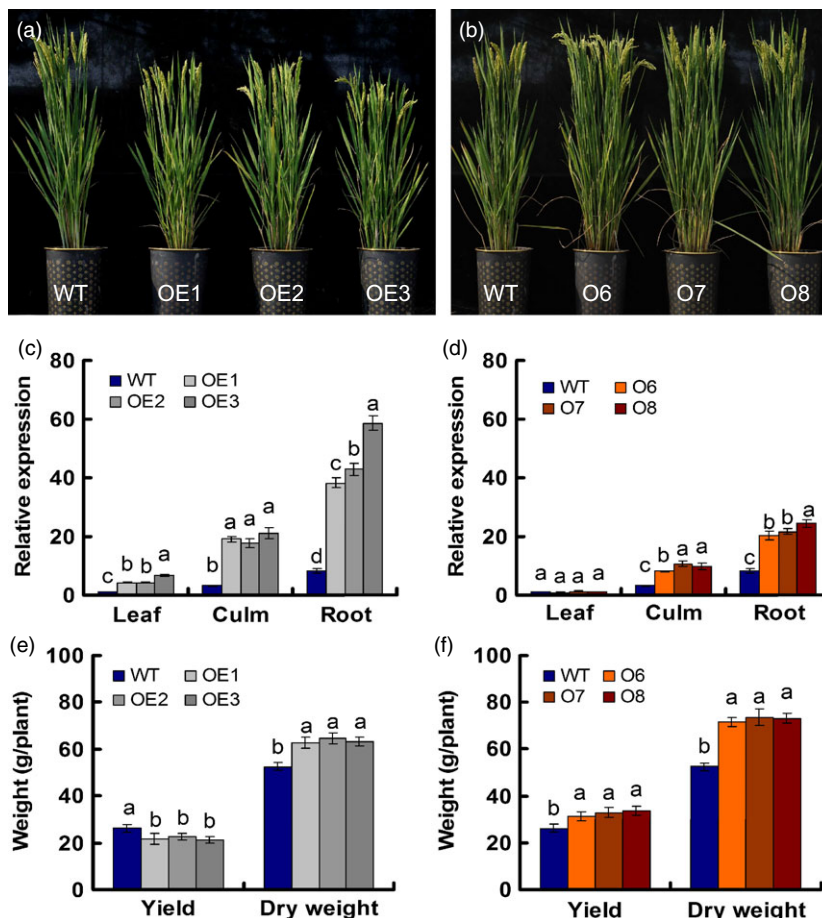 (a)
WT OE1 OE2 OE3
(b)
WT O6 O7 O8
(c)
Relative expression
80
60
40
20
0
WT OE1
OE2 OE3
c b b a
b a a a
d c b a
Leaf Culm Root
(d)
Relative expression
80
60
40
20
0
WT O6
O7 O8
a a a a
c b a a
c b b a
Leaf Culm Root
(e)
Weight (g/plant)
100
80
60
40
20
0
WT OE1
OE2 OE3
a b b b
b a a a
Yield Dry weight
(f)
Weight (g/plant)
100
80
60
40
20
0
WT O6
O7 O8
b a a a
b a a a
Yield Dry weight